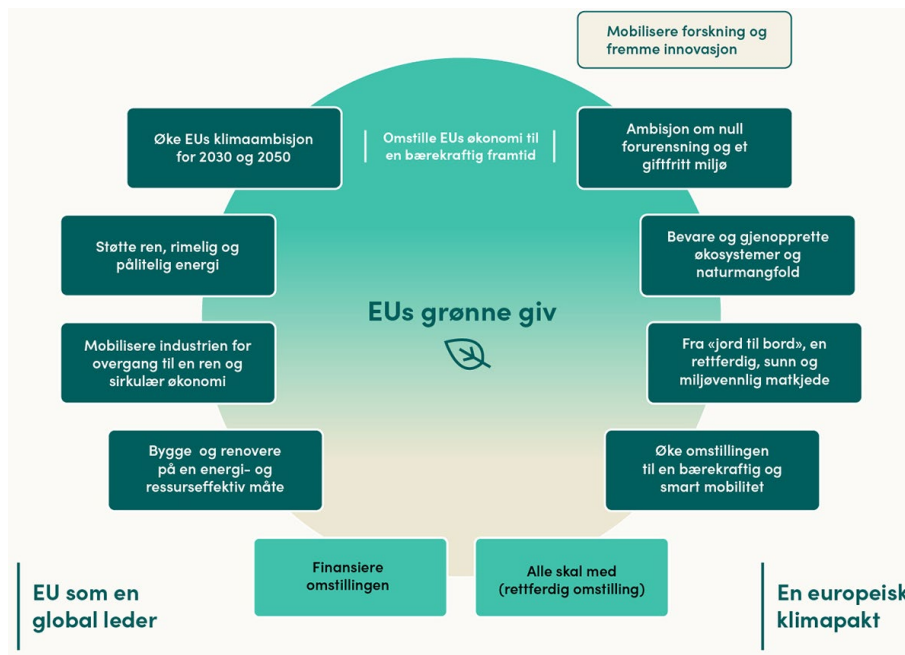 Mobilisere forskning og
fremme innovasjon
Øke EUs klimaambisjon
for 2030 og 2050
Omstille EUs økonomi til
en bærekraftig framtid
Ambisjon om null
forurensning og et
giftfritt miljø
Støtte ren, rimelig og
pålitelig energi
Bevare og gjenopprette
økosystemer og
naturmangfold
EUs grønne giv
Mobilisere industrien for
overgang til en ren og
sirkulær økonomi
Fra «jord til bord», en
rettferdig, sunn og
miljøvennlig matkjede
Bygge og renovere
på en energi- og
ressurseffektiv måte
Øke omstillingen
til en bærekraftig og
smart mobilitet
Finansiere
omstillingen
Alle skal med
(rettferdig omstilling)
EU som en
global leder
En europeisk
klimapakt